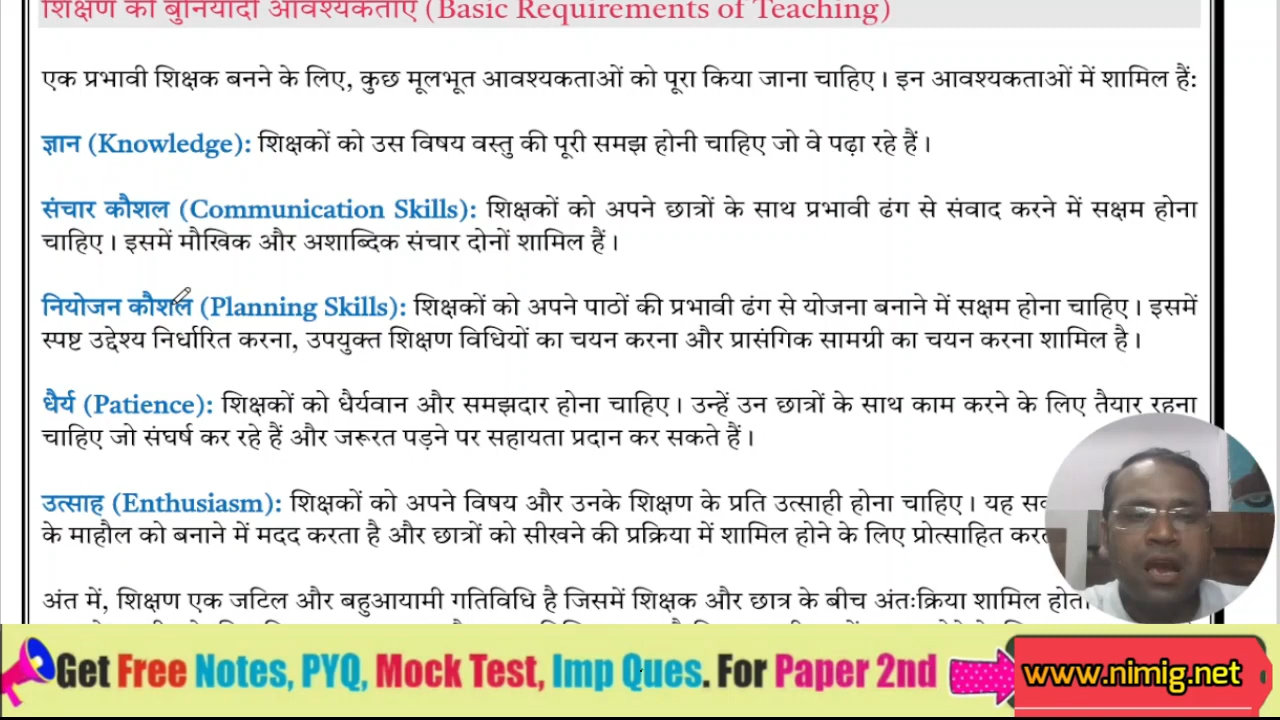 शिक्षण की बुनियादी आवश्यकताएं (Basic Requirements of Teaching)
एक प्रभावी शिक्षक बनने के लिए, कुछ मूलभूत आवश्यकताओं को पूरा किया जाना चाहिए। इन आवश्यकताओं में शामिल हैं:
ज्ञान (Knowledge): शिक्षकों को उस विषय वस्तु की पूरी समझ होनी चाहिए जो वे पढ़ा रहे हैं।
संचार कौशल (Communication Skills): शिक्षकों को अपने छात्रों के साथ प्रभावी ढंग से संवाद करने में सक्षम होना
चाहिए। इसमें मौखिक और अशाब्दिक संचार दोनों शामिल हैं।
नियोजन कौशल (Planning Skills): शिक्षकों को अपने पाठों की प्रभावी ढंग से योजना बनाने में सक्षम होना चाहिए। इसमें
स्पष्ट उद्देश्य निर्धारित करना, उपयुक्त शिक्षण विधियों का चयन करना और प्रासंगिक सामग्री का चयन करना शामिल है।
धैर्य (Patience): शिक्षकों को धैर्यवान और समझदार होना चाहिए। उन्हें उन छात्रों के साथ काम करने के लिए तैयार रहना
चाहिए जो संघर्ष कर रहे हैं और जरूरत पड़ने पर सहायता प्रदान कर सकते हैं।
उत्साह (Enthusiasm): शिक्षकों को अपने विषय और उनके शिक्षण के प्रति उत्साही होना चाहिए। यह
के माहौल को बनाने में मदद करता है और छात्रों को सीखने की प्रक्रिया में शामिल होने के लिए प्रोत्साहित
अंत में, शिक्षण एक जटिल और बहुआयामी गतिविधि है जिसमें शिक्षक और छात्र के बीच अंतःक्रिया शामिल
Get Free Notes, PYQ, Mock Test, Imp Ques. For Paper 2nd
www.nimig.net